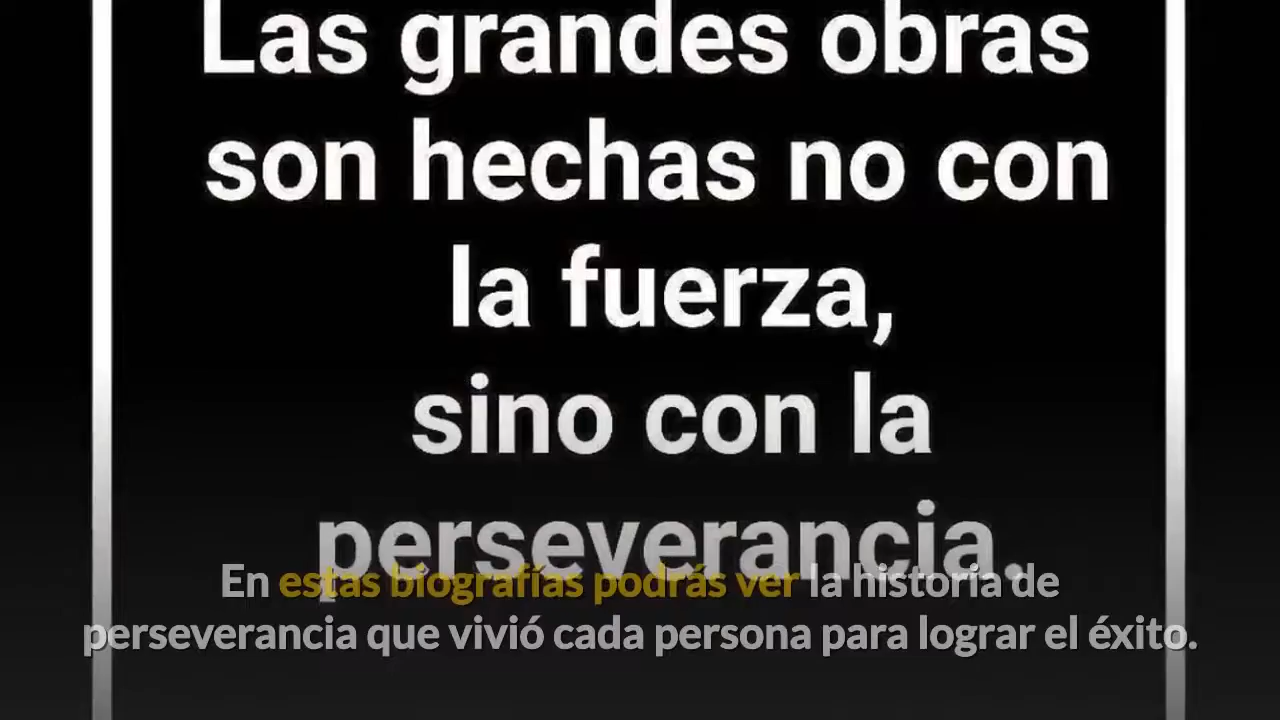 Las grandes obras
son hechas no con
la fuerza,
sino con la
perseverancia.
En estas biografías podrás ver la historia de
perseverancia que vivió cada persona para lograr el éxito.